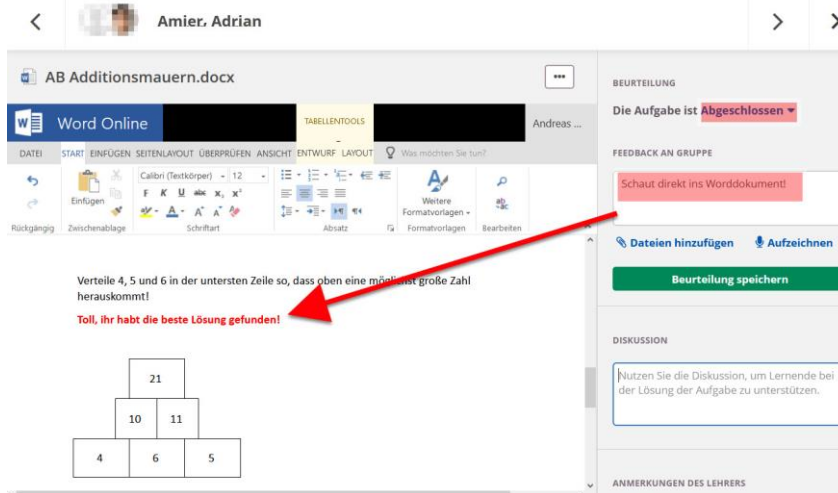 Amier, Adrian
AB Additionsmauern.docx
Word Online
TABELLENTOOLS
Andreas ...
DATEI START EINFÜGEN SEITENLAYOUT ÜBERPRÜFEN ANSICHT ENTWURF LAYOUT Was möchten Sie tun?
Calibri (Textkörper) 12
Einfügen
F K U abc x₂ x²
Weitere
Formatvorlagen
Rückgängig Zwischenablage Schriftart Absatz Formatvorlagen Bearbeiten
Verteile 4, 5 und 6 in der untersten Zeile so, dass oben eine möglichst große Zahl
herauskommt!
Toll, ihr habt die beste Lösung gefunden!
21
10 11
4 6 5
BEURTEILUNG
Die Aufgabe ist Abgeschlossen
FEEDBACK AN GRUPPE
Schaut direkt ins Worddokument!
Dateien hinzufügen Aufzeichnen
Beurteilung speichern
DISKUSSION
Nutzen Sie die Diskussion, um Lernende bei
der Lösung der Aufgabe zu unterstützen.
ANMERKUNGEN DES LEHRERS